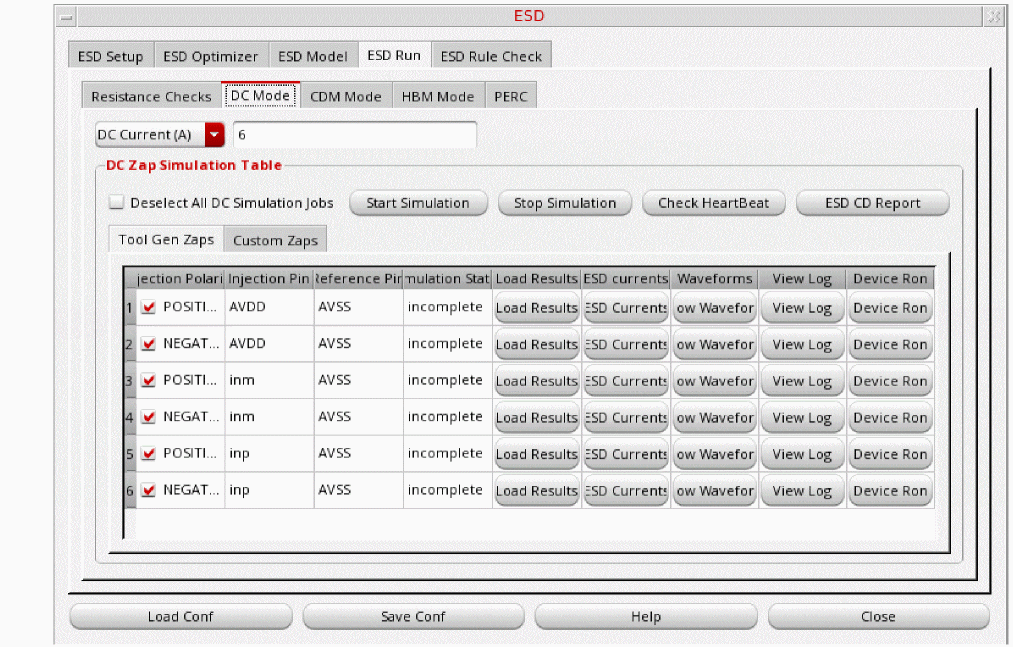 ESD
ESD Setup ESD Optimizer ESD Model ESD Run ESD Rule Check
Resistance Checks DC Mode CDM Mode HBM Mode PERC
DC Current (A) 6
DC Zap Simulation Table
Deselect All DC Simulation Jobs Start Simulation Stop Simulation Check HeartBeat ESD CD Report
Tool Gen Zaps Custom Zaps
jection Polari Injection Pin Reference Pin mulation Stat Load Results ESD currents Waveforms View Log Device Ron
1 POSITI... AVDD AVSS incomplete Load Results ESD Currents ow Wavefor View Log Device Ron
2 NEGAT... AVDD AVSS incomplete Load Results ESD Currents ow Wavefor View Log Device Ron
3 POSITI... inm AVSS incomplete Load Results ESD Currents ow Wavefor View Log Device Ron
4 NEGAT... inm AVSS incomplete Load Results ESD Currents ow Wavefor View Log Device Ron
5 POSITI... inp AVSS incomplete Load Results ESD Currents ow Wavefor View Log Device Ron
6 NEGAT... inp AVSS incomplete Load Results ESD Currents ow Wavefor View Log Device Ron
Load Conf Save Conf Help Close